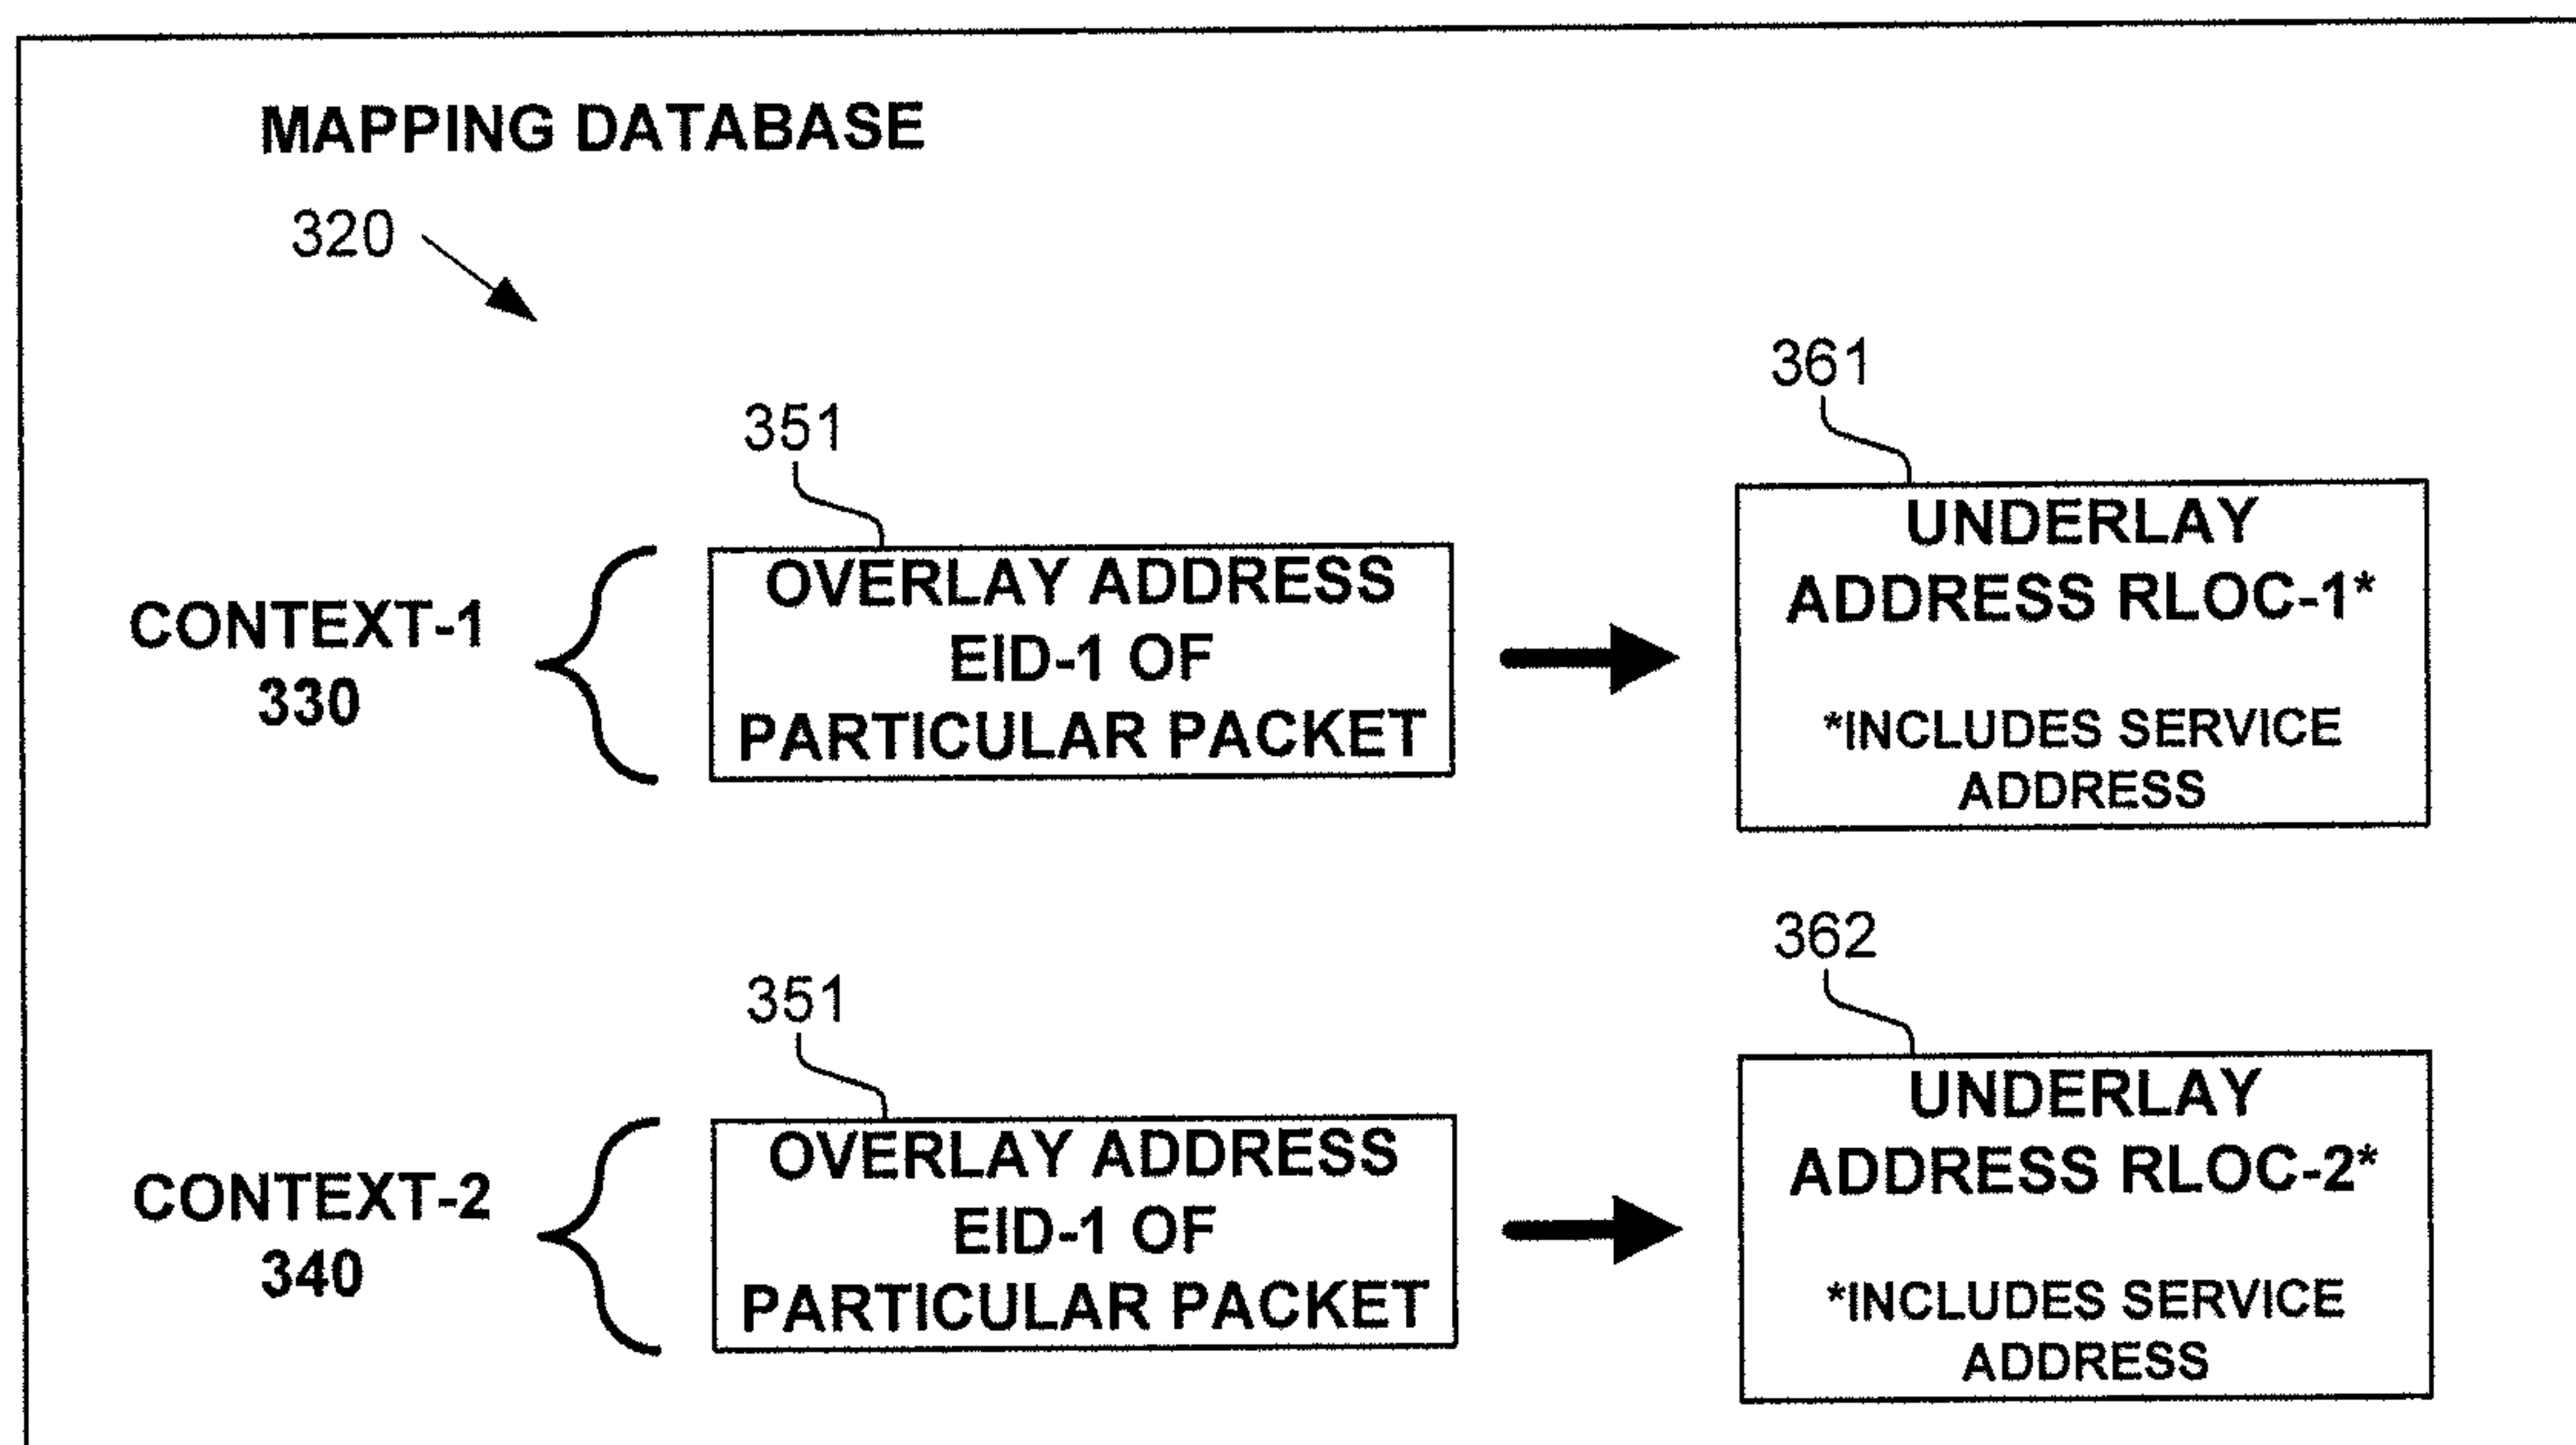 MAPPING DATABASE
320
361
351
CONTEXT-1
330
OVERLAY ADDRESS
EID-1 OF
PARTICULAR PACKET
UNDERLAY
ADDRESS RLOC-1*
*INCLUDES SERVICE
ADDRESS
362
351
CONTEXT-2
340
OVERLAY ADDRESS
EID-1 OF
PARTICULAR PACKET
UNDERLAY
ADDRESS RLOC-2*
*INCLUDES SERVICE
ADDRESS